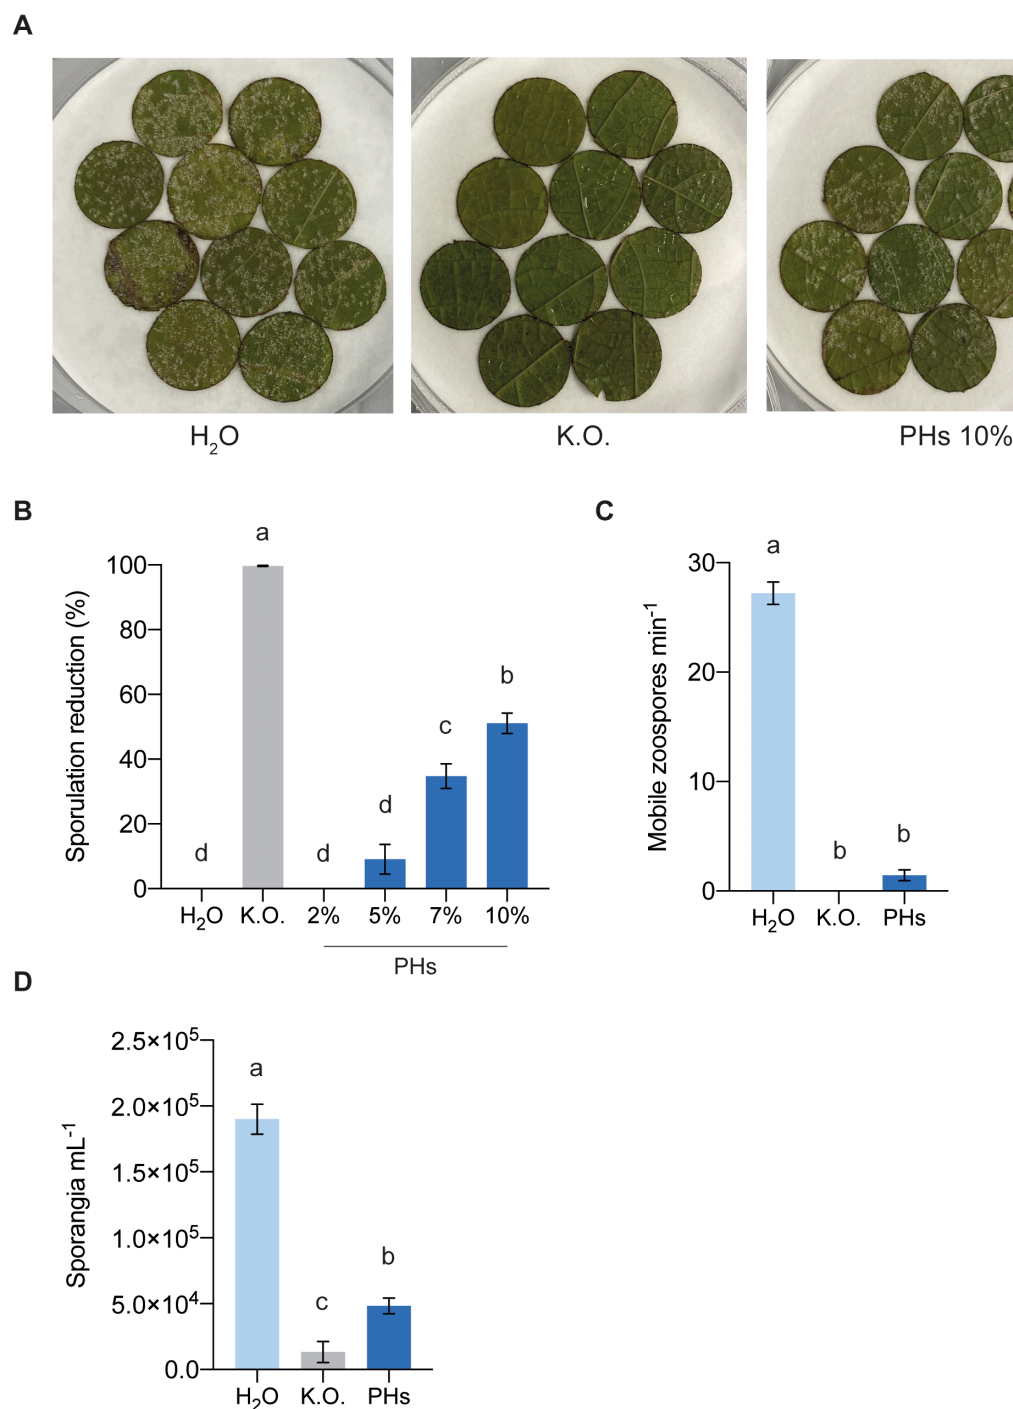 A
H₂O K.O. PHs 10%
B
a
b
c
d
d
d
100
80
60
40
20
0
Sporulation reduction (%)
H₂O K.O. 2% 5% 7% 10%
PHs
C
a
b
b
30
20
10
0
Mobile zoospores min⁻¹
H₂O K.O. PHs
D
a
b
c
2.5×10⁵
2.0×10⁵
1.5×10⁵
1.0×10⁵
5.0×10⁴
0.0
Sporangia mL⁻¹
H₂O K.O. PHs